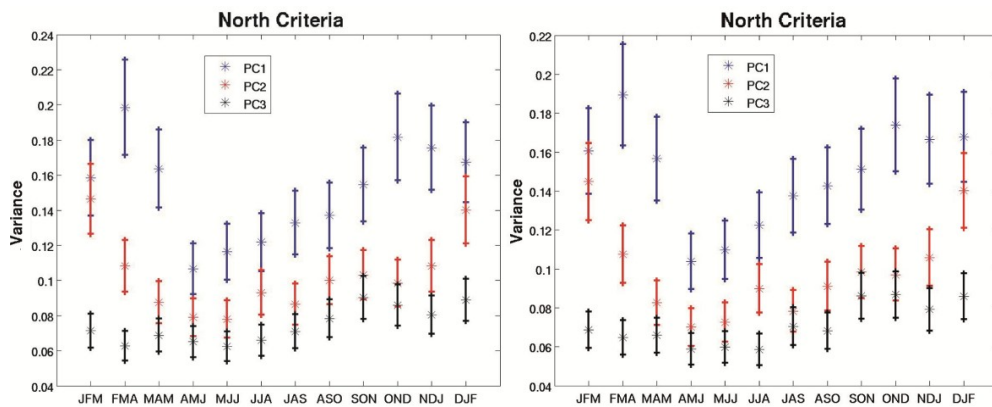 North Criteria
0.24
0.22
0.2
0.18
0.16
0.14
0.12
0.1
0.08
0.06
0.04
Variance
PC1
PC2
PC3
JFM FMA MAM AMJ MJJ JJA JAS ASO SON OND NDJ DJF
North Criteria
0.22
0.2
0.18
0.16
0.14
0.12
0.1
0.08
0.06
0.04
Variance
PC1
PC2
PC3
JFM FMA MAM AMJ MJJ JJA JAS ASO SON OND NDJ DJF